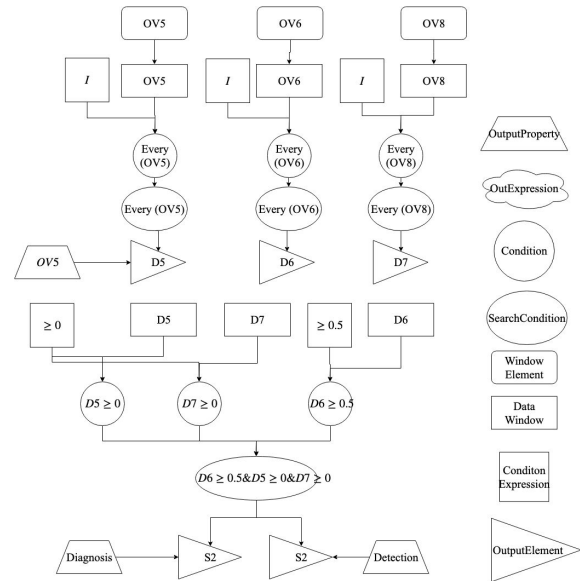 OV5
OV6
OV8
I
OV5
I
OV6
I
OV8
Every
(OV5)
Every
(OV6)
Every
(OV8)
Every (OV5)
Every (OV6)
Every (OV8)
OV5
D5
D6
D7
≥ 0
D5
D7
≥ 0.5
D6
D5 ≥ 0
D7 ≥ 0
D6 ≥ 0.5
D6 ≥ 0.5&D5 ≥ 0&D7 ≥ 0
Diagnosis
S2
S2
Detection
OutputProperty
OutExpression
Condition
SearchCondition
Window
Element
Data
Window
Conditon
Expression
OutputElement